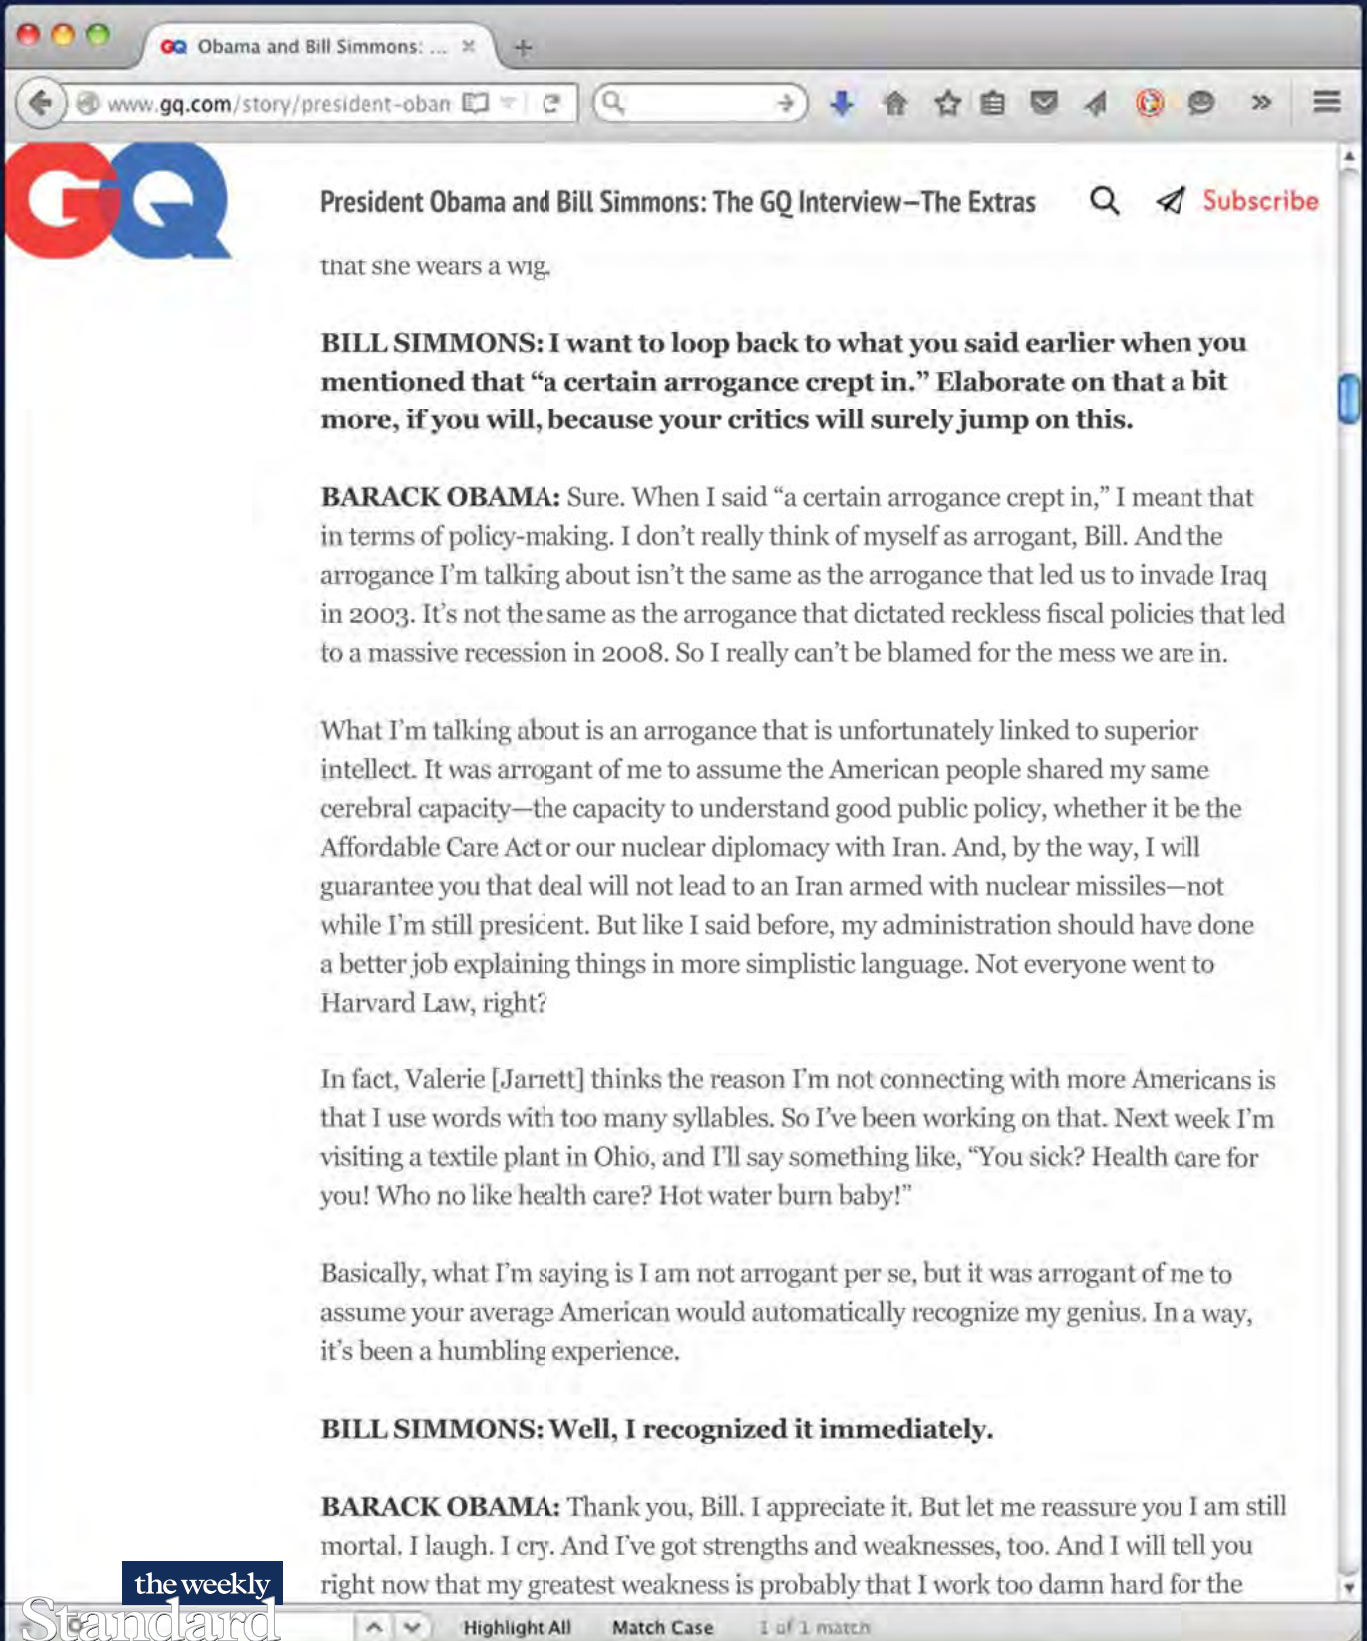 GQ Obama and Bill Simmons: ...
www.gq.com/story/president-oban
GQ
President Obama and Bill Simmons: The GQ Interview—The Extras
Subscribe
that she wears a wig.
BILL SIMMONS: I want to loop back to what you said earlier when you
mentioned that “a certain arrogance crept in.” Elaborate on that a bit
more, if you will, because your critics will surely jump on this.
BARACK OBAMA: Sure. When I said “a certain arrogance crept in,” I meant that
in terms of policy-making. I don’t really think of myself as arrogant, Bill. And the
arrogance I’m talking about isn’t the same as the arrogance that led us to invade Iraq
in 2003. It’s not the same as the arrogance that dictated reckless fiscal policies that led
to a massive recession in 2008. So I really can’t be blamed for the mess we are in.
What I’m talking about is an arrogance that is unfortunately linked to superior
intellect. It was arrogant of me to assume the American people shared my same
cerebral capacity—the capacity to understand good public policy, whether it be the
Affordable Care Act or our nuclear diplomacy with Iran. And, by the way, I will
guarantee you that deal will not lead to an Iran armed with nuclear missiles—not
while I’m still president. But like I said before, my administration should have done
a better job explaining things in more simplistic language. Not everyone went to
Harvard Law, right?
In fact, Valerie [Jarrett] thinks the reason I’m not connecting with more Americans is
that I use words with too many syllables. So I’ve been working on that. Next week I’m
visiting a textile plant in Ohio, and I’ll say something like, “You sick? Health care for
you! Who no like health care? Hot water burn baby!”
Basically, what I’m saying is I am not arrogant per se, but it was arrogant of me to
assume your average American would automatically recognize my genius. In a way,
it’s been a humbling experience.
BILL SIMMONS: Well, I recognized it immediately.
BARACK OBAMA: Thank you, Bill. I appreciate it. But let me reassure you I am still
mortal. I laugh. I cry. And I’ve got strengths and weaknesses, too. And I will tell you
right now that my greatest weakness is probably that I work too damn hard for the
the weekly
Standard
Highlight All Match Case 1 of 1 match